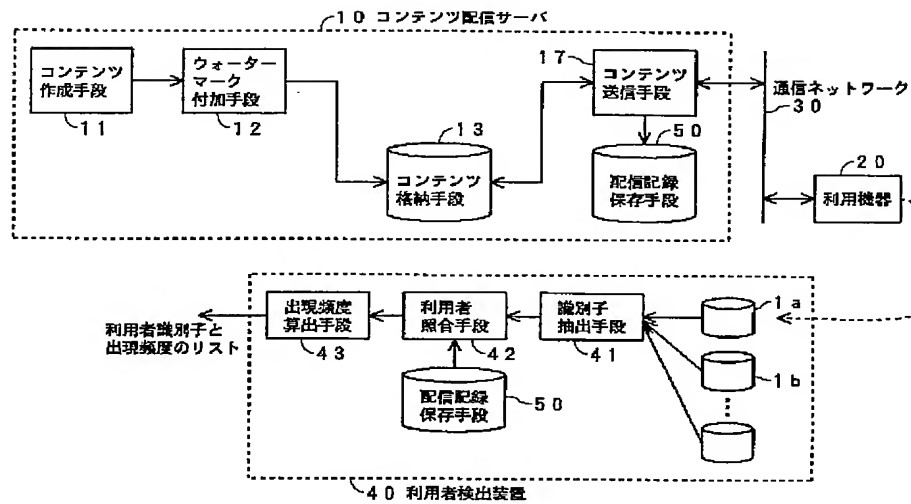 10 コンテンツ配信サーバ
コンテンツ
作成手段
11
ウォーター
マーク
付加手段
12
13
コンテンツ
格納手段
17
コンテンツ
送信手段
50
配信記録
保存手段
通信ネットワーク
30
20
利用機器
利用者識別子と
出現頻度のリスト
出現頻度
算出手段
43
利用者
照合手段
42
識別子
抽出手段
41
配信記録
保存手段
50
1a
1b
40 利用者検出装置